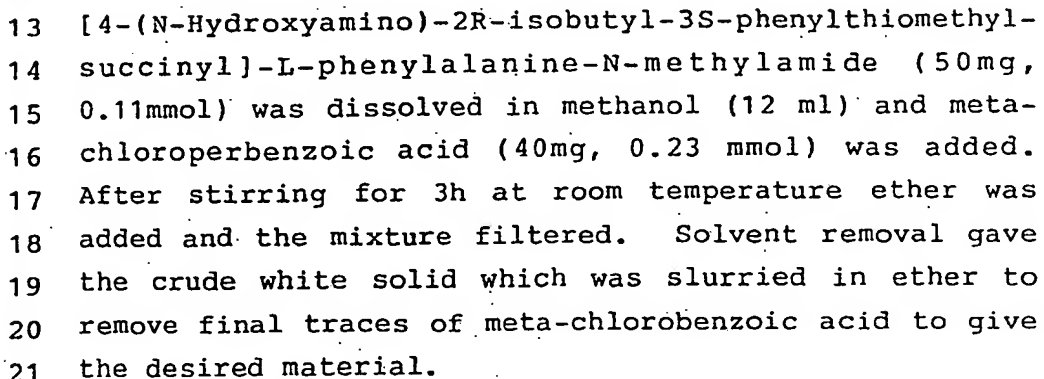 13 [4-(N-Hydroxyamino)-2R-isobutyl-3S-phenylthiomethyl-
14 succinyl]-L-phenylalanine-N-methylamide (50mg,
15 0.11mmol) was dissolved in methanol (12 ml) and meta-
16 chloroperbenzoic acid (40mg, 0.23 mmol) was added.
17 After stirring for 3h at room temperature ether was
18 added and the mixture filtered. Solvent removal gave
19 the crude white solid which was slurried in ether to
20 remove final traces of meta-chlorobenzoic acid to give
21 the desired material.